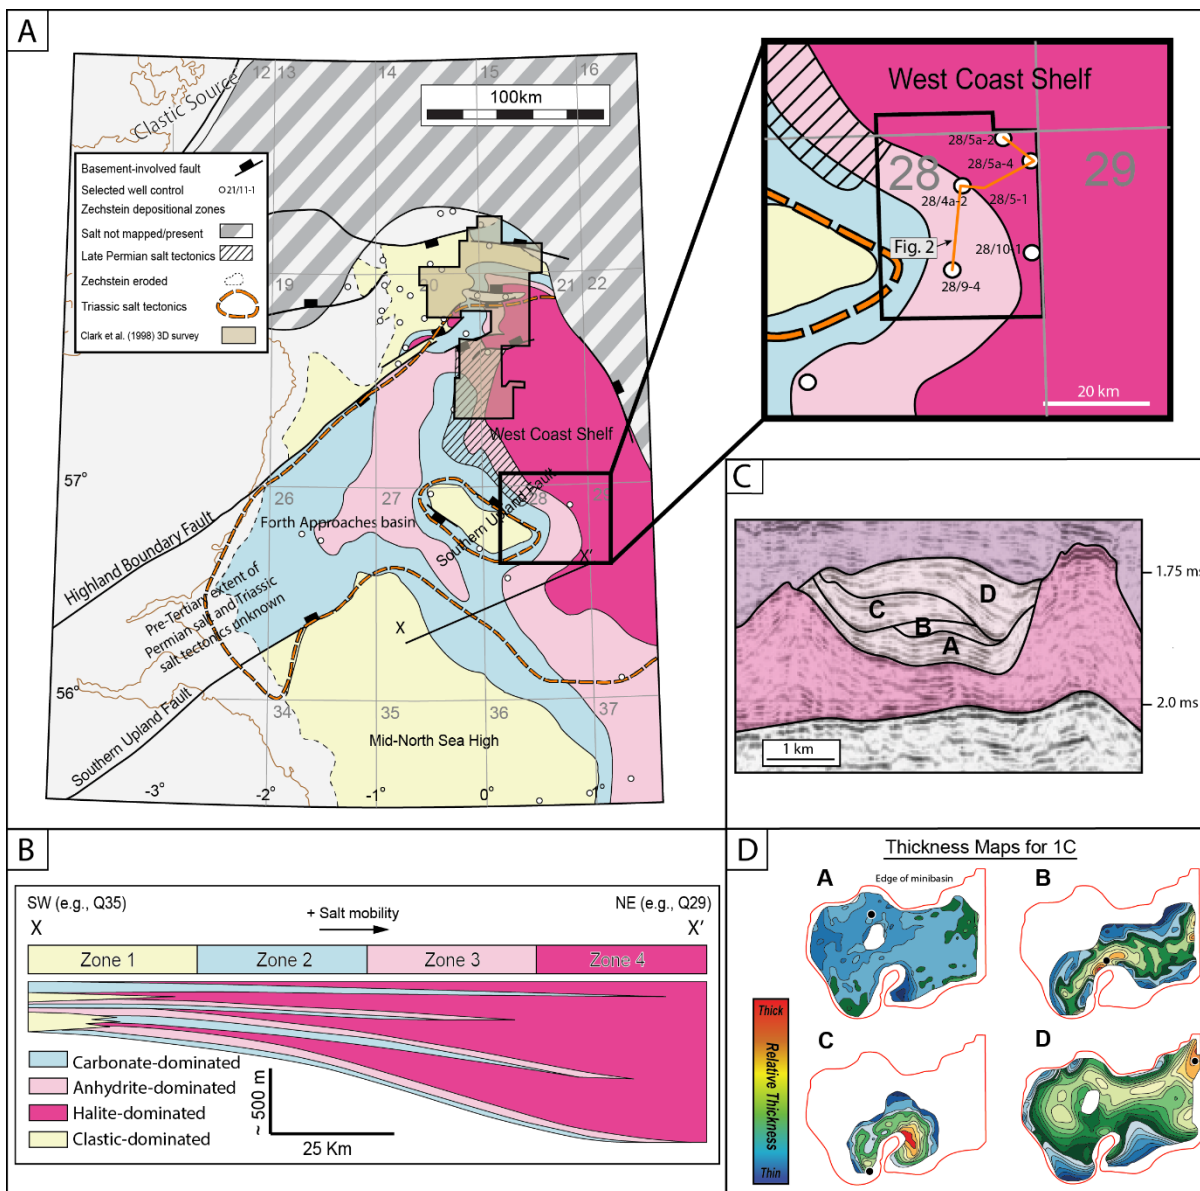 A
12 13
14
15
16
Clastic Source
100km
Basement-involved fault
Selected well control
21/11-1
Zechstein depositional zones
Salt not mapped/present
Late Permian salt tectonics
Zechstein eroded
Triassic salt tectonics
Clark et al. (1998) 3D survey
20
21
22
West Coast Shelf
57°
26
27
28
29
Forth Approaches basin
Southern Upland Fault
Highland Boundary Fault
X'
Pre-Tertiary extent of
Permian salt and Triassic
salt tectonics unknown
X
56°
34
35
36
37
Southern Upland Fault
Mid-North Sea High
-3°
-2°
-1°
0°
1°
West Coast Shelf
28/5a-2
28
28/5a-4
29
28/4a-2
28/5-1
Fig. 2
28/10-1
28/9-4
20 km
C
1.75 ms
D
C
B
A
2.0 ms
1 km
B
SW (e.g., Q35)
+ Salt mobility
NE (e.g., Q29)
X
X'
Zone 1
Zone 2
Zone 3
Zone 4
Carbonate-dominated
Anhydrite-dominated
Halite-dominated
Clastic-dominated
~ 500 m
25 Km
D
Thickness Maps for 1C
A
Edge of minibasin
B
Thick
Relative Thickness
Thin
C
D